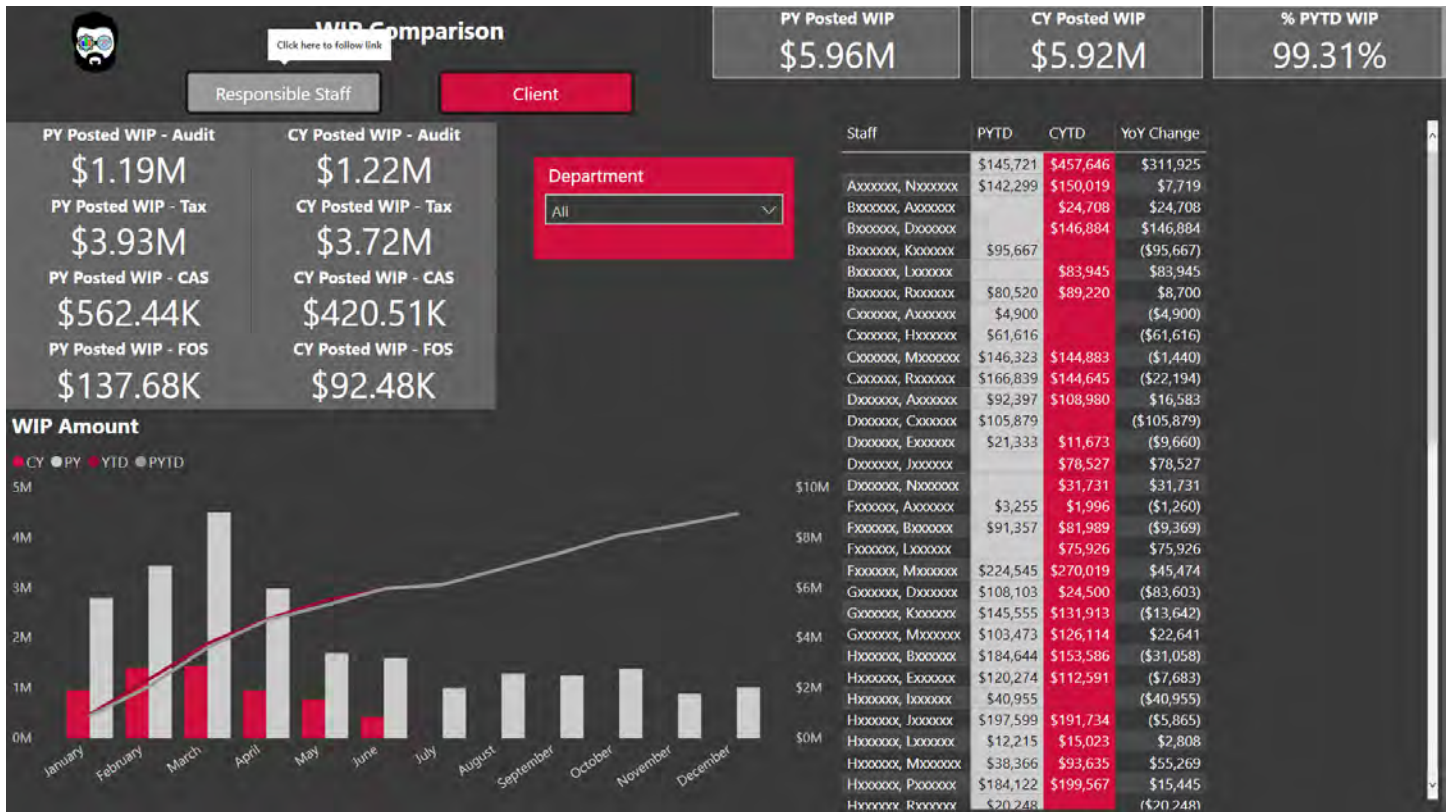 WIP Comparison
Click here to follow link
Responsible Staff
Client
PY Posted WIP
$5.96M
CY Posted WIP
$5.92M
% PYTD WIP
99.31%
PY Posted WIP - Audit
$1.19M
CY Posted WIP - Audit
$1.22M
PY Posted WIP - Tax
$3.93M
CY Posted WIP - Tax
$3.72M
PY Posted WIP - CAS
$562.44K
CY Posted WIP - CAS
$420.51K
PY Posted WIP - FOS
$137.68K
CY Posted WIP - FOS
$92.48K
Department
All
WIP Amount
CY PY YTD PYTD
5M
4M
3M
2M
1M
0M
$10M
$8M
$6M
$4M
$2M
$0M
January February March April May June July August September October November December
Staff PYTD CYTD YoY Change
$145,721 $457,646 $311,925
Axxxxxx, Nxxxxxx $142,299 $150,019 $7,719
Bxxxxxx, Axxxxxx $24,708 $24,708
Bxxxxxx, Dxxxxxx $146,884 $146,884
Bxxxxxx, Kxxxxxx $95,667 ($95,667)
Bxxxxxx, Lxxxxxx $83,945 $83,945
Bxxxxxx, Rxxxxxx $80,520 $89,220 $8,700
Cxxxxxx, Axxxxxx $4,900 ($4,900)
Cxxxxxx, Hxxxxxx $61,616 ($61,616)
Cxxxxxx, Mxxxxxx $146,323 $144,883 ($1,440)
Cxxxxxx, Rxxxxxx $166,839 $144,645 ($22,194)
Dxxxxxx, Axxxxxx $92,397 $108,980 $16,583
Dxxxxxx, Cxxxxxx $105,879 ($105,879)
Dxxxxxx, Exxxxxx $21,333 $11,673 ($9,660)
Dxxxxxx, Jxxxxxx $78,527 $78,527
Dxxxxxx, Nxxxxxx $31,731 $31,731
Fxxxxxx, Axxxxxx $3,255 $1,996 ($1,260)
Fxxxxxx, Bxxxxxx $91,357 $81,989 ($9,369)
Fxxxxxx, Lxxxxxx $75,926 $75,926
Fxxxxxx, Mxxxxxx $224,545 $270,019 $45,474
Gxxxxxx, Dxxxxxx $108,103 $24,500 ($83,603)
Gxxxxxx, Kxxxxxx $145,555 $131,913 ($13,642)
Gxxxxxx, Mxxxxxx $103,473 $126,114 $22,641
Hxxxxxx, Bxxxxxx $184,644 $153,586 ($31,058)
Hxxxxxx, Exxxxxx $120,274 $112,591 ($7,683)
Hxxxxxx, Ixxxxxx $40,955 ($40,955)
Hxxxxxx, Jxxxxxx $197,599 $191,734 ($5,865)
Hxxxxxx, Lxxxxxx $12,215 $15,023 $2,808
Hxxxxxx, Mxxxxxx $38,366 $93,635 $55,269
Hxxxxxx, Pxxxxxx $184,122 $199,567 $15,445
Hxxxxxx, Rxxxxxx $20,248 ($20,248)